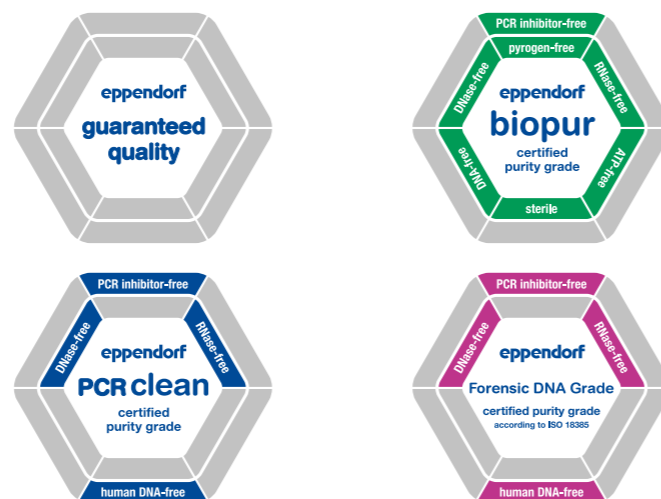 eppendorf
guaranteed
quality
PCR inhibitor-free
pyrogen-free
DNase-free
RNase-free
eppendorf
biopur
certified
purity grade
DNA-free
ATP-free
sterile
PCR inhibitor-free
DNase-free
RNase-free
eppendorf
PCR clean
certified
purity grade
human DNA-free
PCR inhibitor-free
DNase-free
RNase-free
eppendorf
Forensic DNA Grade
certified purity grade
according to ISO 18385
human DNA-free